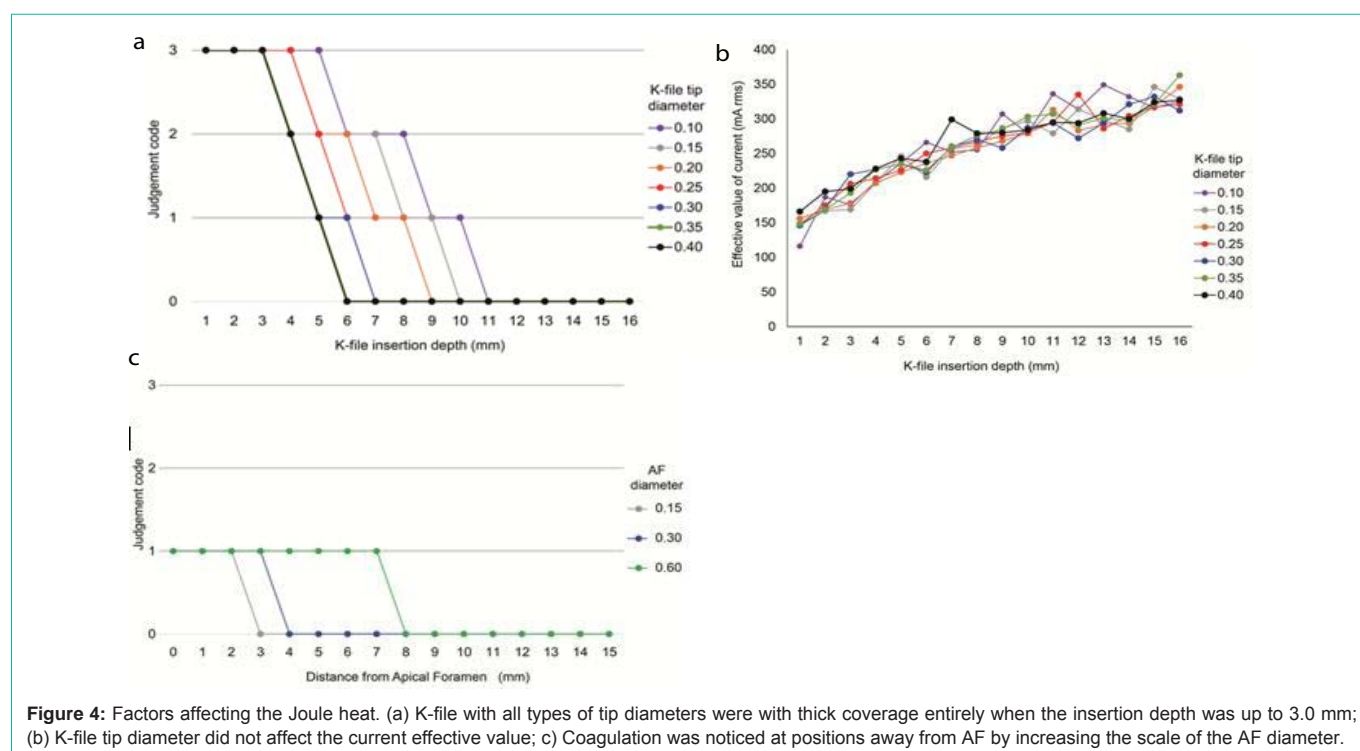 a
3
2
1
0
Judgement code
1 2 3 4 5 6 7 8 9 10 11 12 13 14 15 16
K-file insertion depth (mm)
K-file tip
diameter
0.10
0.15
0.20
0.25
0.30
0.35
0.40
b
400
350
300
250
200
150
100
50
0
Effective value of current (mA rms)
1 2 3 4 5 6 7 8 9 10 11 12 13 14 15 16
K-file insertion depth (mm)
K-file tip
diameter
0.10
0.15
0.20
0.25
0.30
0.35
0.40
c
3
2
1
0
Judgement code
0 1 2 3 4 5 6 7 8 9 10 11 12 13 14 15
Distance from Apical Foramen (mm)
AF
diameter
0.15
0.30
0.60
Figure 4: Factors affecting the Joule heat. (a) K-file with all types of tip diameters were with thick coverage entirely when the insertion depth was up to 3.0 mm;
(b) K-file tip diameter did not affect the current effective value; c) Coagulation was noticed at positions away from AF by increasing the scale of the AF diameter.